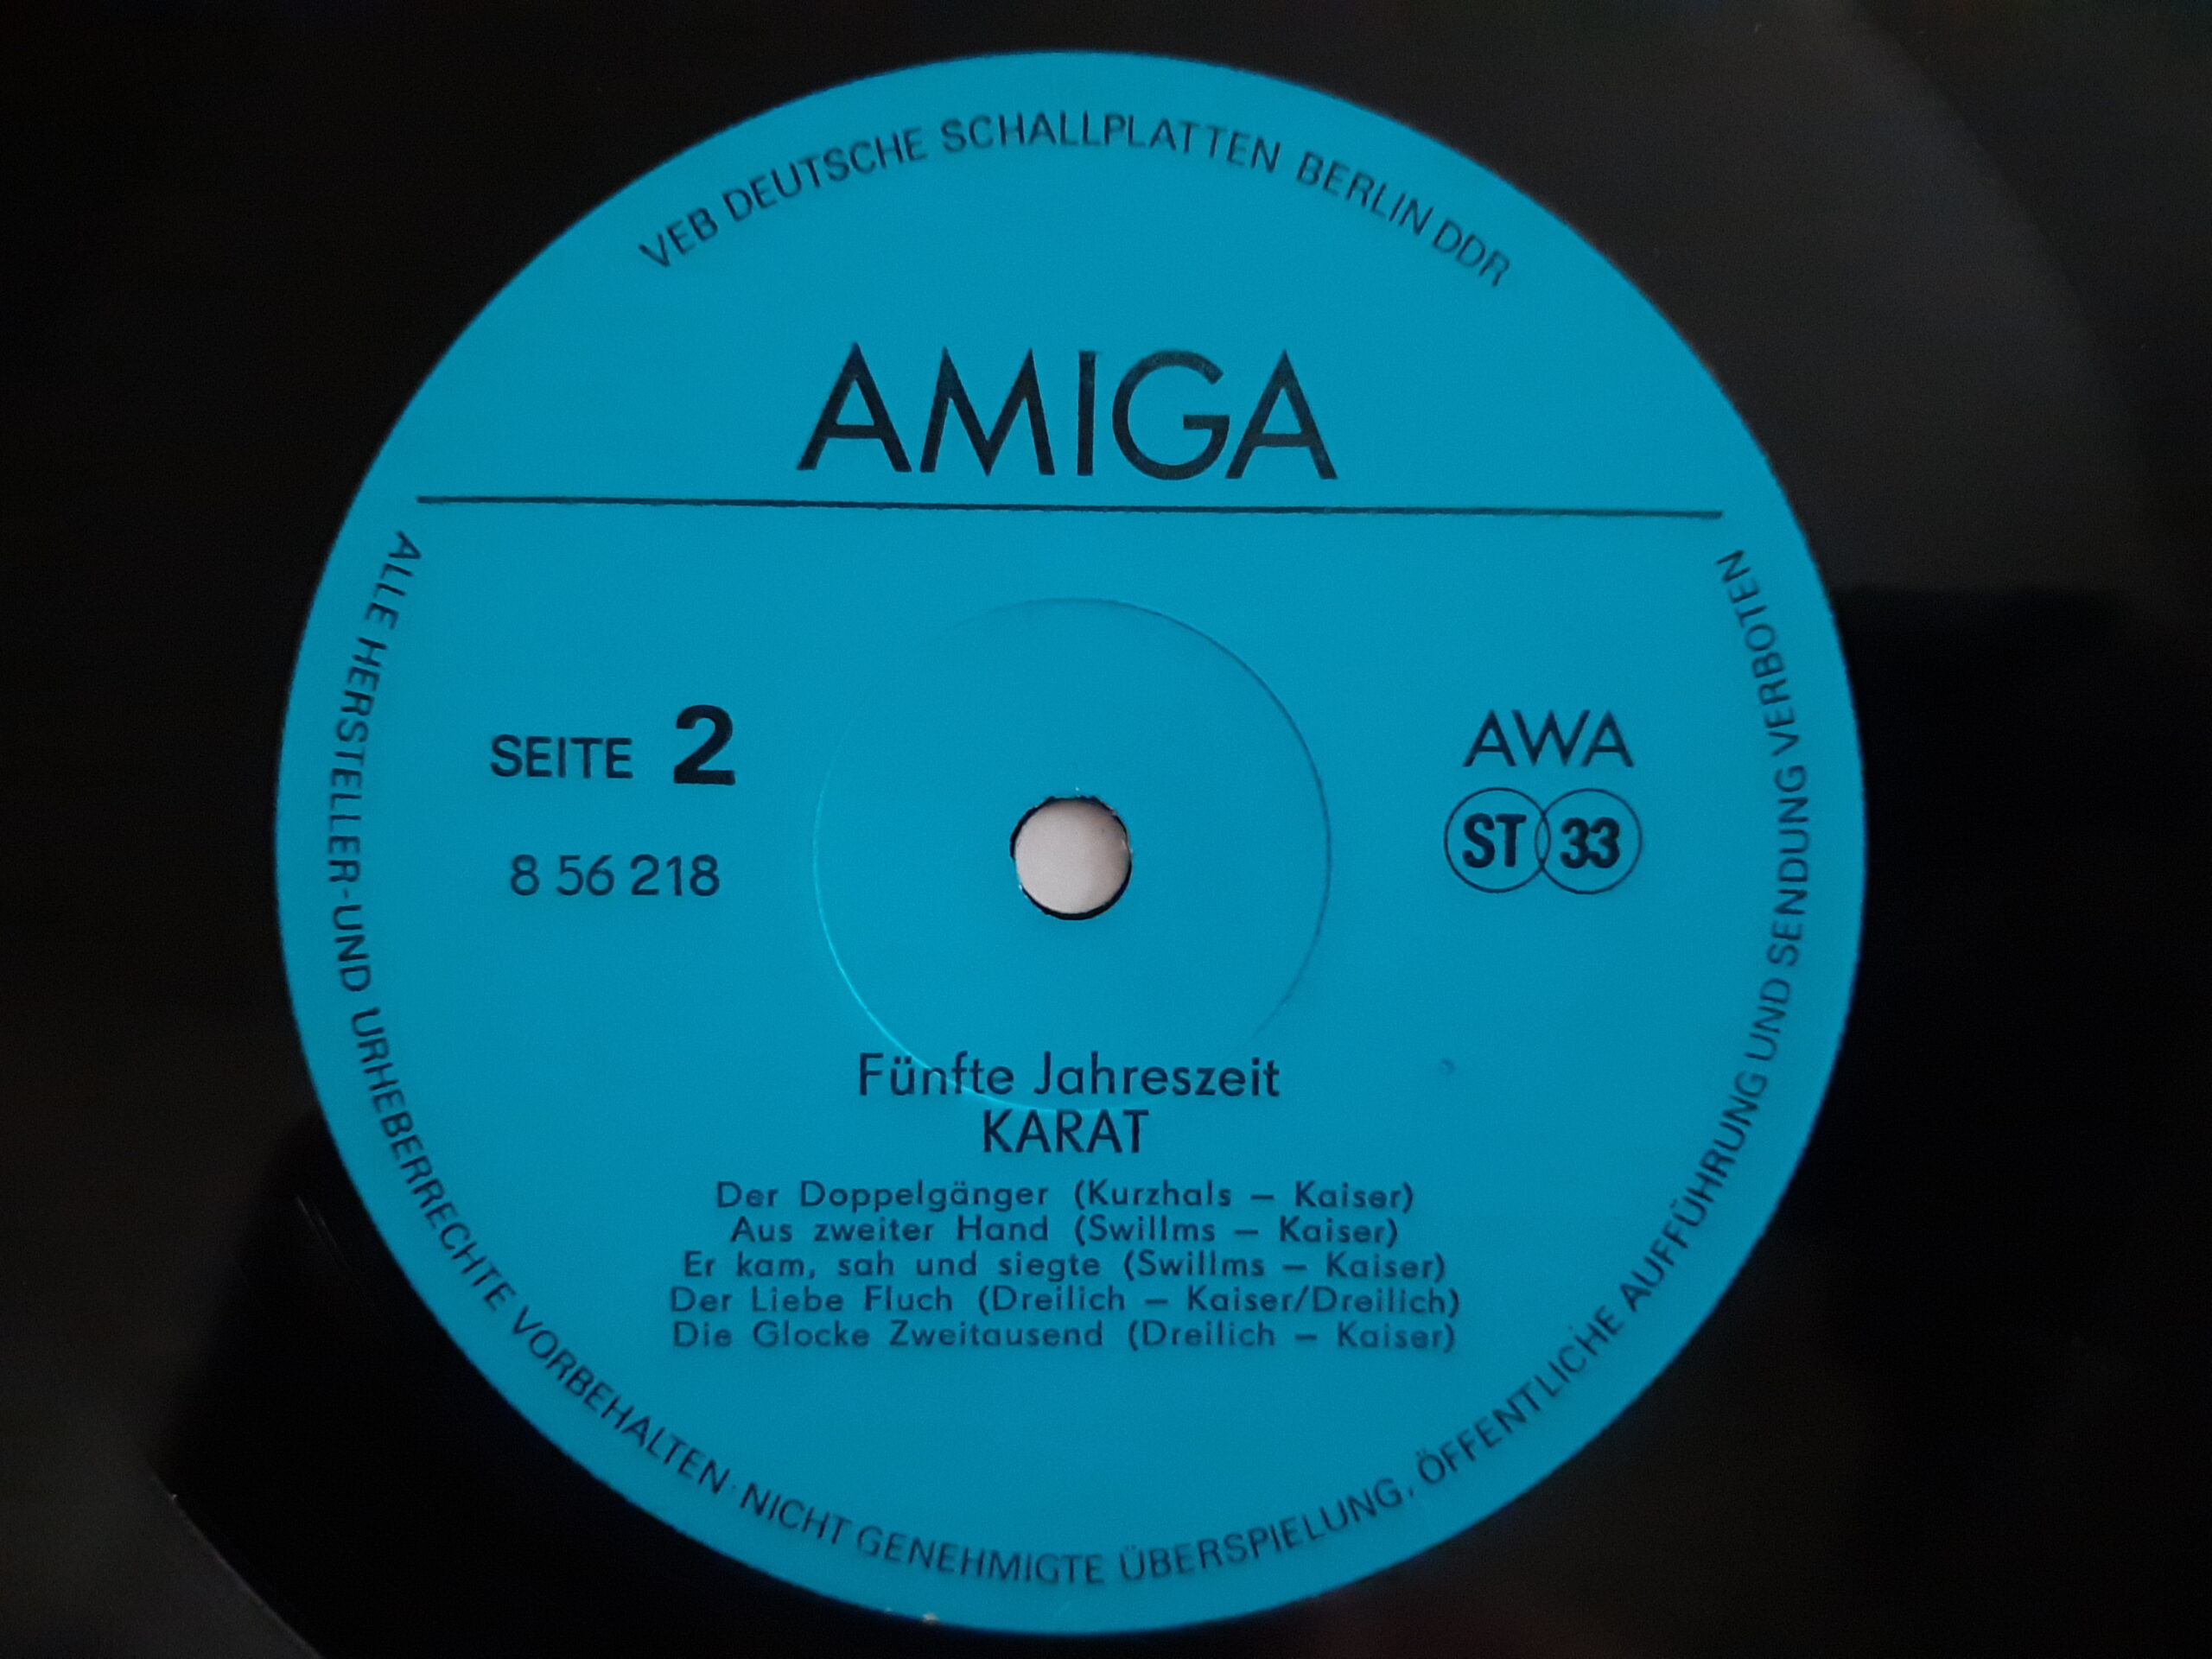 VEB DEUTSCHE SCHALLPLATTEN BERLIN DDR
AMIGA
SEITE 2
8 56 218
AWA
ST 33
Fünfte Jahreszeit
KARAT
Der Doppelgänger (Kurzhals – Kaiser)
Aus zweiter Hand (Swillms – Kaiser)
Er kam, sah und siegte (Swillms – Kaiser)
Der Liebe Fluch (Dreilich – Kaiser/Dreilich)
Die Glocke Zweitausend (Dreilich – Kaiser)
ALLE HERSTELLER-UND URHEBERRECHTE VORBEHALTEN · NICHT GENEHMIGTE ÜBERSPIELUNG, ÖFFENTLICHE AUFFÜHRUNG UND SENDUNG VERBOTEN